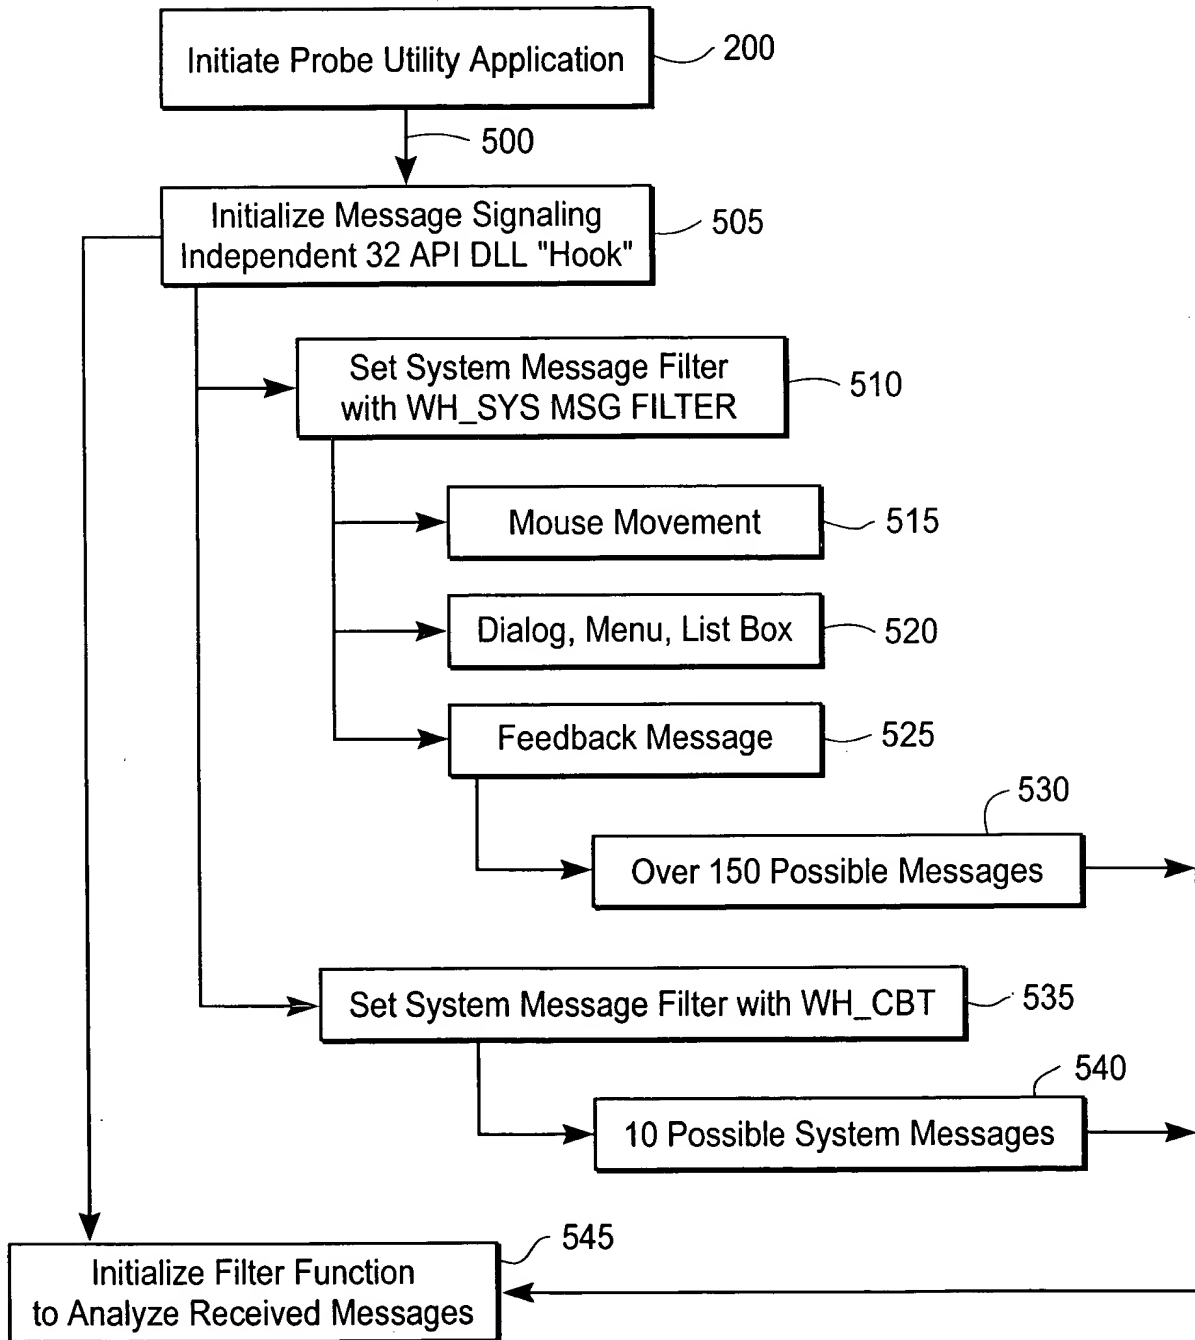 Initiate Probe Utility Application
200
500
Initialize Message Signaling
Independent 32 API DLL "Hook"
505
Set System Message Filter
with WH_SYS MSG FILTER
510
Mouse Movement
515
Dialog, Menu, List Box
520
Feedback Message
525
530
Over 150 Possible Messages
Set System Message Filter with WH_CBT
535
540
10 Possible System Messages
545
Initialize Filter Function
to Analyze Received Messages